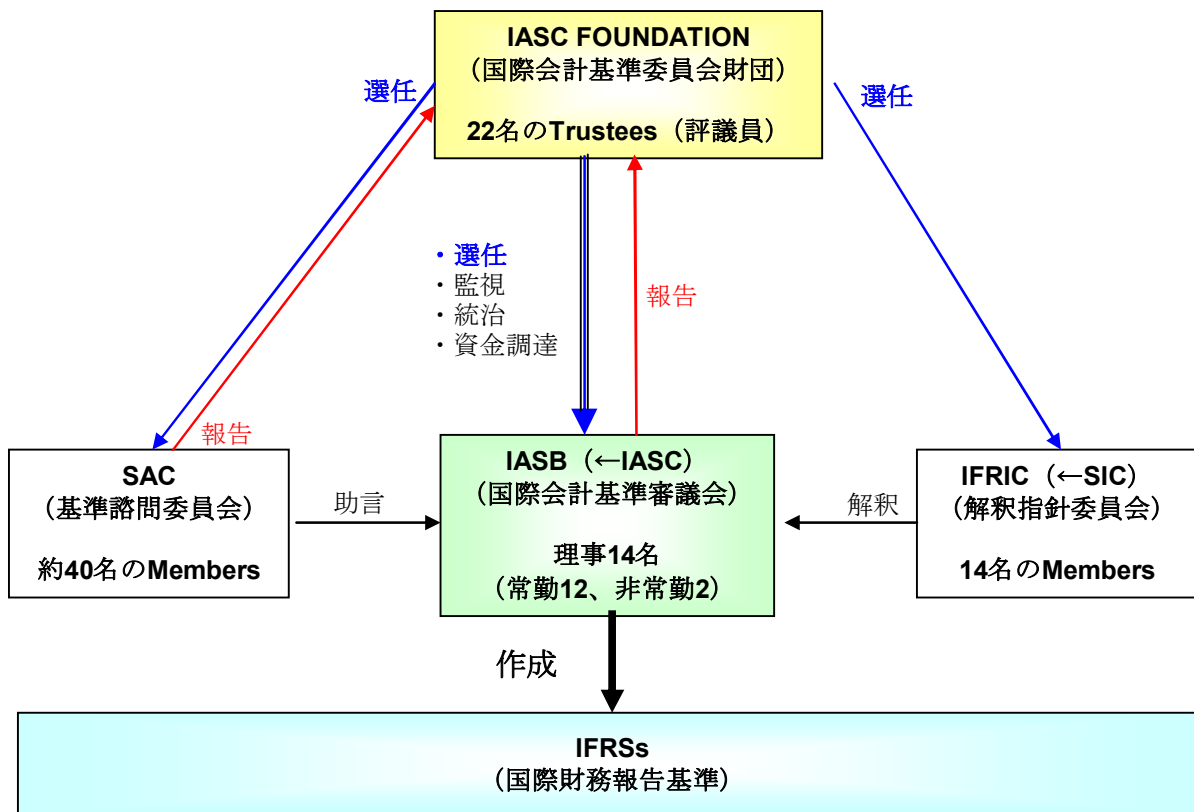 IASC FOUNDATION
（国際会計基準委員会財団）
22名のTrustees（評議員）
選任
選任
・選任
・監視
・統治
・資金調達
報告
報告
SAC
（基準諮問委員会）
約40名のMembers
助言
IASB（←IASC）
（国際会計基準審議会）
理事14名
（常勤12、非常勤2）
解釈
IFRIC（←SIC）
（解釈指針委員会）
14名のMembers
作成
IFRSs
（国際財務報告基準）